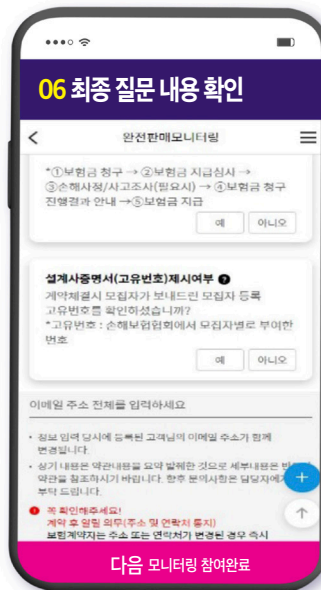 06 최종 질문 내용 확인
완전판매모니터링
*①보험금 청구 → ②보험금 지급심사 →
③손해사정/사고조사(필요시) → ④보험금 청구
진행결과 안내 →⑤보험금 지급
예 아니오
설계사증명서(고유번호)제시여부
계약체결시 모집자가 보내드린 모집자 등록
고유번호를 확인하셨습니까?
*고유번호 : 손해보험협회에서 모집자별로 부여한
번호
예 아니오
이메일 주소 전체를 입력하세요
• 정보 입력 당시에 등록된 고객님의 이메일 주소가 함께
변경됩니다.
• 상기 내용은 약관내용을 요약 발췌한 것으로 세부내용은
약관을 참조하시기 바랍니다. 향후 문의사항은 담당자에
부탁 드립니다.
꼭 확인해주세요!
계약 후 알릴 의무(주소 및 연락처 통지)
보험계약자는 주소 또는 연락처가 변경된 경우 즉시
다음 모니터링 참여완료